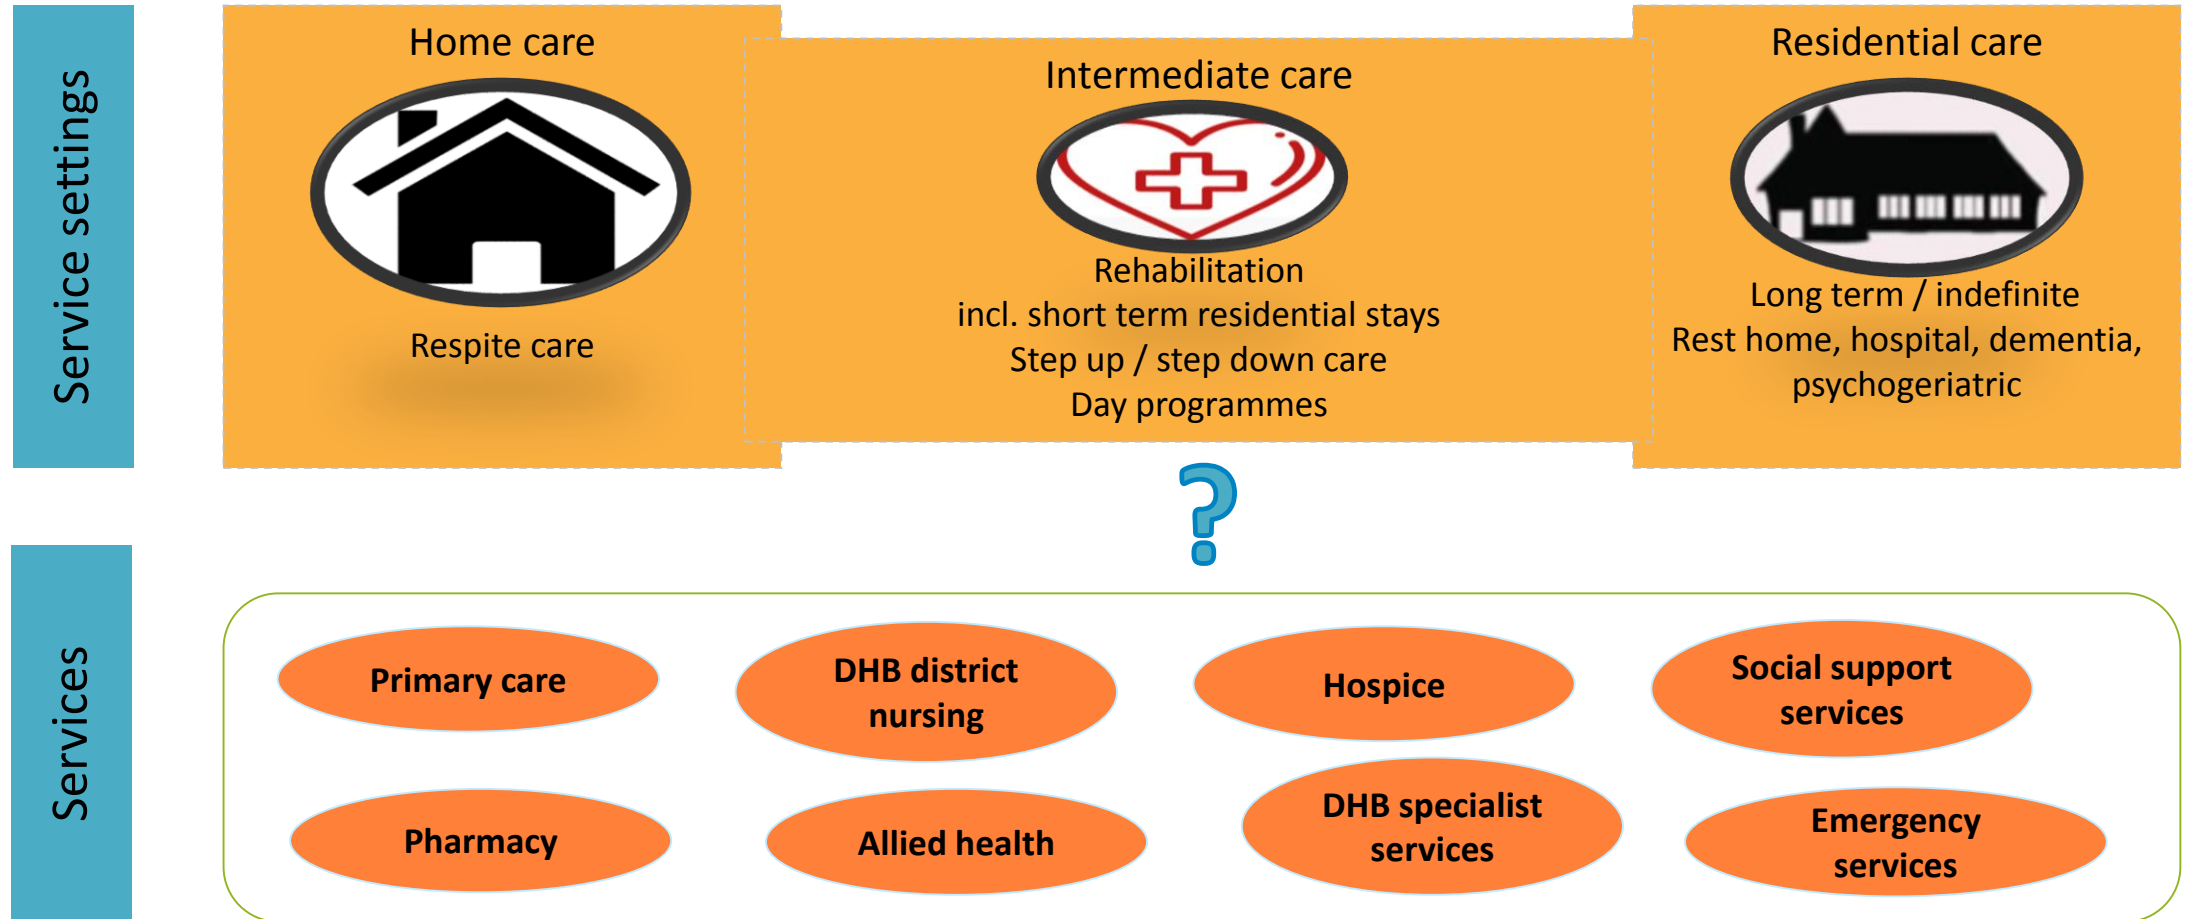 Service settings
Home care
Respite care
Intermediate care
Rehabilitation
incl. short term residential stays
Step up / step down care
Day programmes
Residential care
Long term / indefinite
Rest home, hospital, dementia,
psychogeriatric
?
Services
Primary care
DHB district
nursing
Hospice
Social support
services
Pharmacy
Allied health
DHB specialist
services
Emergency
services